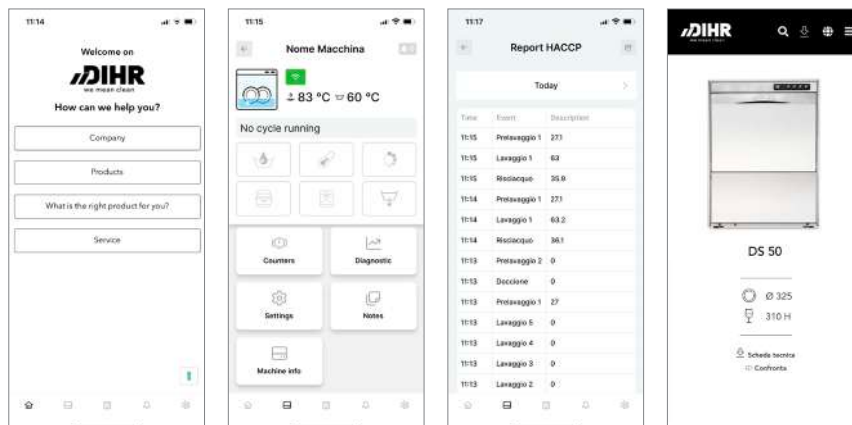 11:14
Welcome on
DIHR
we mean clean
How can we help you?
Company
Products
What is the right product for you?
Service
11:15
Nome Macchina
83 °C 60 °C
No cycle running
Counters
Diagnostic
Settings
Notes
Machine info
11:17
Report HACCP
Today
Time Event Description
11:15 Prelavaggio 1 27.1
11:15 Lavaggio 1 63
11:15 Risciacquo 35.9
11:14 Prelavaggio 1 27.1
11:14 Lavaggio 1 63.2
11:14 Risciacquo 36.1
11:13 Prelavaggio 2 0
11:13 Doccione 0
11:13 Prelavaggio 1 27
11:13 Lavaggio 5 0
11:13 Lavaggio 4 0
11:13 Lavaggio 3 0
11:13 Lavaggio 2 0
DIHR
DS 50
Ø 325
310 H
Scheda tecnica
Confronta